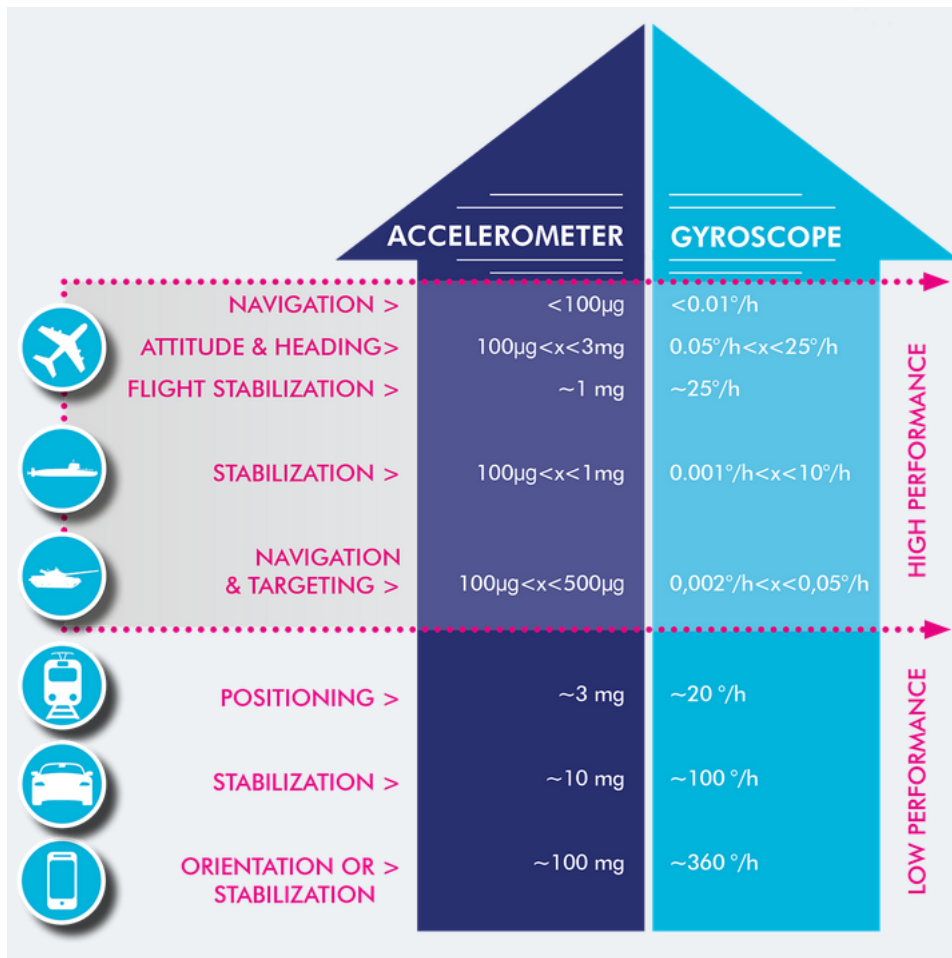 ACCELEROMETER GYROSCOPE
NAVIGATION > <100µg <0.01°/h
ATTITUDE & HEADING> 100µg<x<3mg 0.05°/h<x<25°/h
FLIGHT STABILIZATION > ~1 mg ~25°/h
STABILIZATION > 100µg<x<1mg 0.001°/h<x<10°/h
NAVIGATION
& TARGETING > 100µg<x<500µg 0,002°/h<x<0,05°/h
HIGH PERFORMANCE
POSITIONING > ~3 mg ~20 °/h
STABILIZATION > ~10 mg ~100 °/h
ORIENTATION OR > ~100 mg ~360 °/h
STABILIZATION
LOW PERFORMANCE